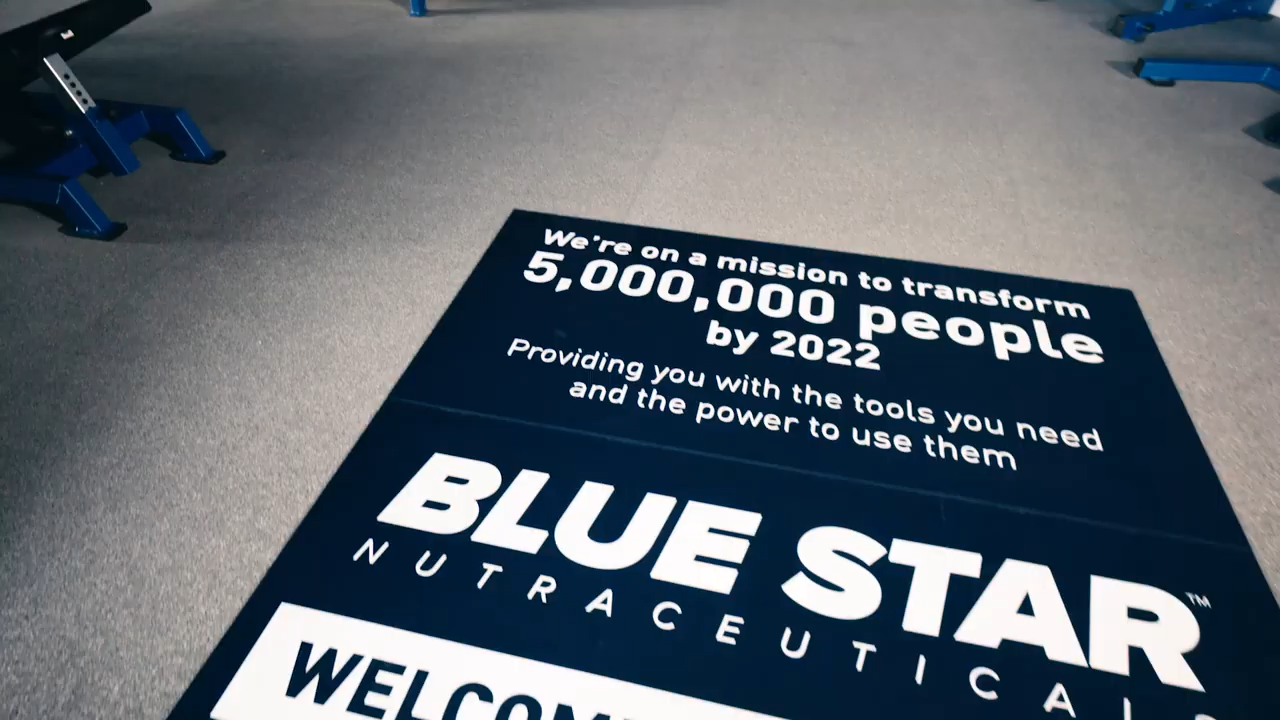 We're on a mission to transform
5,000,000 people
by 2022
Providing you with the tools you need
and the power to use them
BLUE STAR™
NUTRACEUTICALS
WELCOM